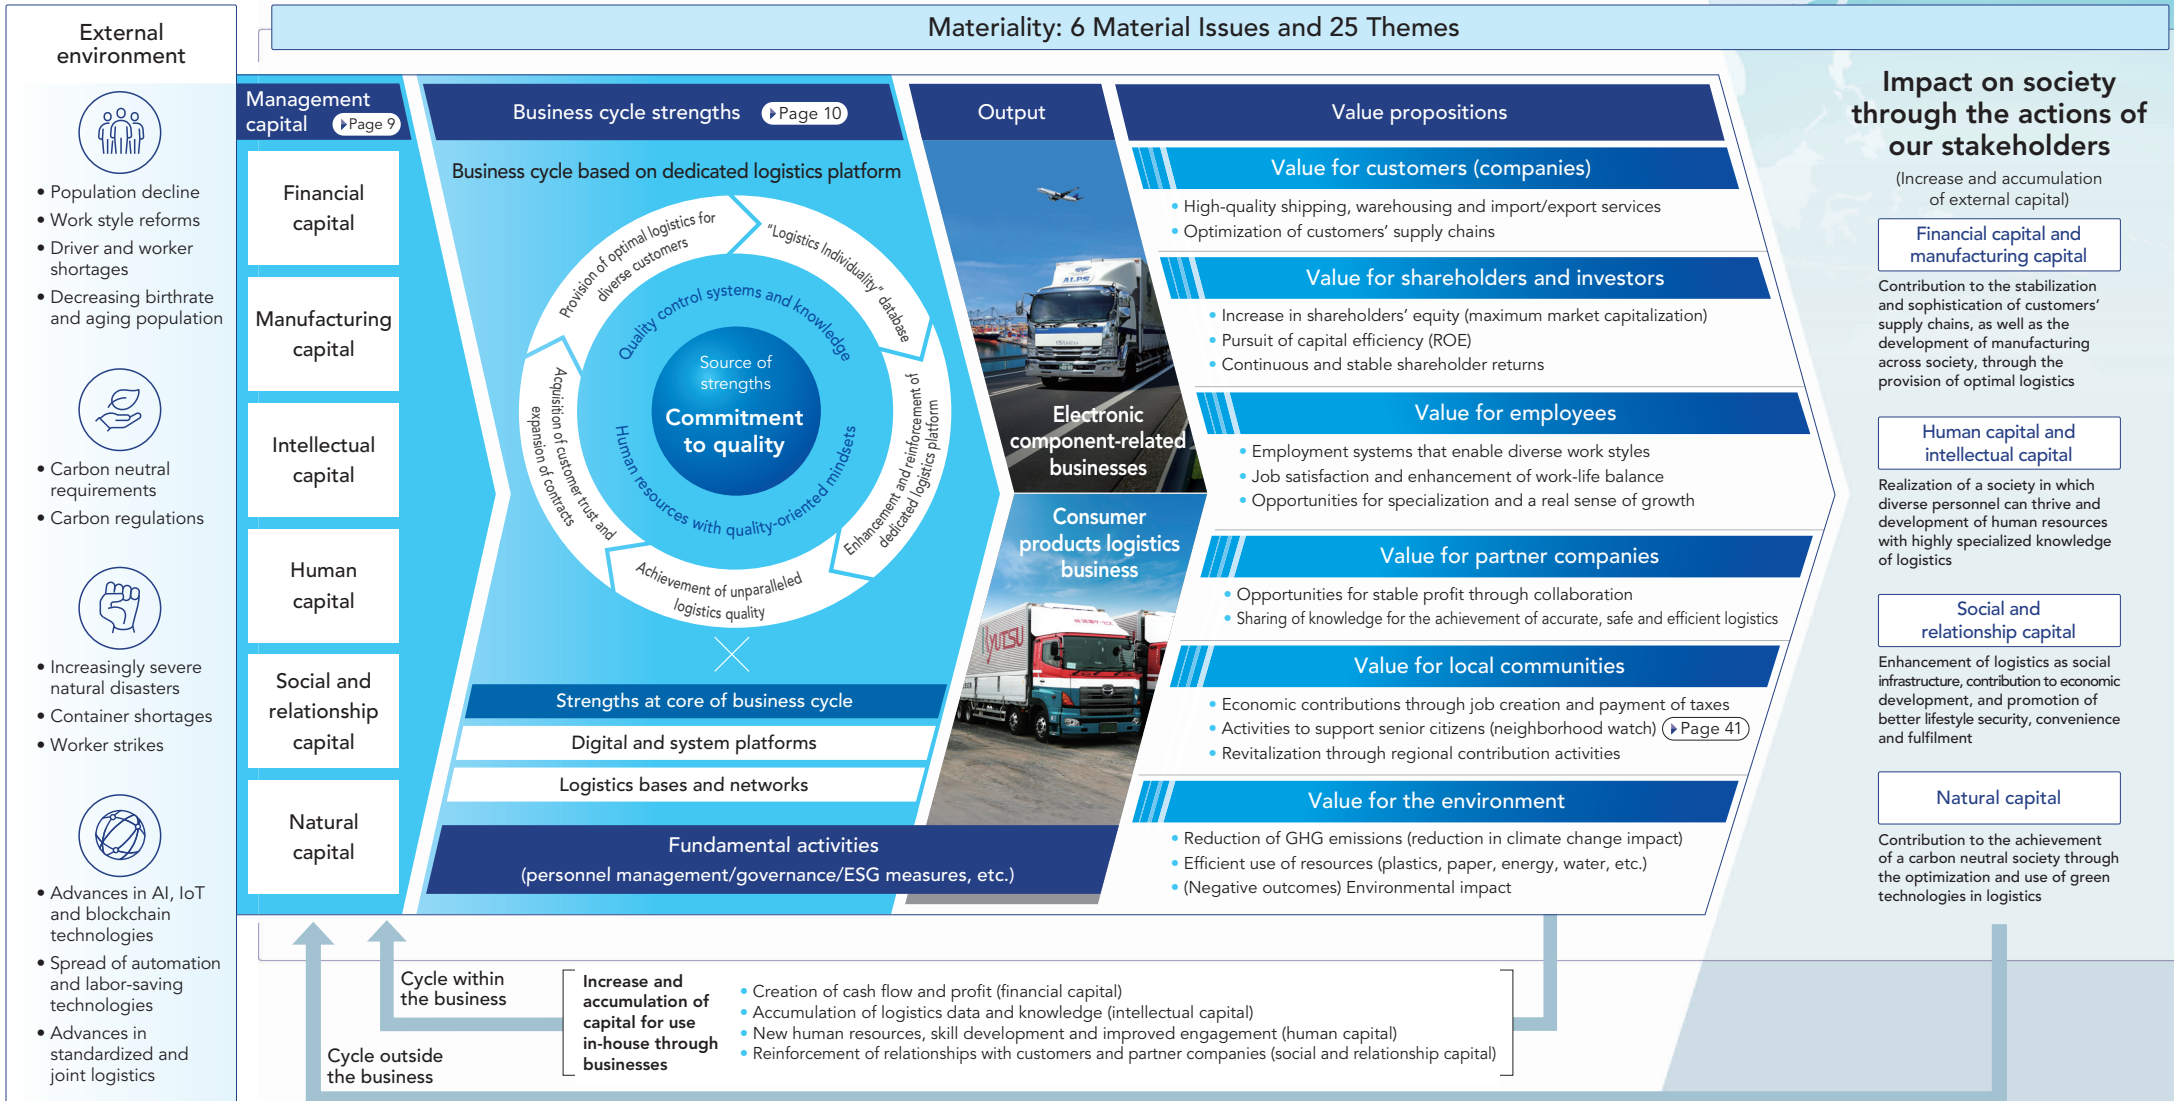 Materiality: 6 Material Issues and 25 Themes
External
environment
• Population decline
• Work style reforms
• Driver and worker
shortages
• Decreasing birthrate
and aging population
• Carbon neutral
requirements
• Carbon regulations
• Increasingly severe
natural disasters
• Container shortages
• Worker strikes
• Advances in AI, IoT
and blockchain
technologies
• Spread of automation
and labor-saving
technologies
• Advances in
standardized and
joint logistics
Management
capital
Page 9
Financial
capital
Manufacturing
capital
Intellectual
capital
Human
capital
Social and
relationship
capital
Natural
capital
Business cycle strengths
Page 10
Business cycle based on dedicated logistics platform
Provision of optimal logistics for
diverse customers
"Logistics Individuality" database
Enhancement and reinforcement of
dedicated logistics platform
Achievement of unparalleled
logistics quality
Acquisition of customer trust and
expansion of contracts
Quality control systems and knowledge
Human resources with quality-oriented mindsets
Source of
strengths
Commitment
to quality
Strengths at core of business cycle
Digital and system platforms
Logistics bases and networks
Fundamental activities
(personnel management/governance/ESG measures, etc.)
Output
ALPS
ISUZU
Electronic
component-related
businesses
Consumer
products logistics
business
Value propositions
Value for customers (companies)
• High-quality shipping, warehousing and import/export services
• Optimization of customers' supply chains
Value for shareholders and investors
• Increase in shareholders' equity (maximum market capitalization)
• Pursuit of capital efficiency (ROE)
• Continuous and stable shareholder returns
Value for employees
• Employment systems that enable diverse work styles
• Job satisfaction and enhancement of work-life balance
• Opportunities for specialization and a real sense of growth
Value for partner companies
• Opportunities for stable profit through collaboration
• Sharing of knowledge for the achievement of accurate, safe and efficient logistics
Value for local communities
• Economic contributions through job creation and payment of taxes
• Activities to support senior citizens (neighborhood watch) Page 41
• Revitalization through regional contribution activities
Value for the environment
• Reduction of GHG emissions (reduction in climate change impact)
• Efficient use of resources (plastics, paper, energy, water, etc.)
• (Negative outcomes) Environmental impact
Impact on society
through the actions of
our stakeholders
(Increase and accumulation
of external capital)
Financial capital and
manufacturing capital
Contribution to the stabilization
and sophistication of customers'
supply chains, as well as the
development of manufacturing
across society, through the
provision of optimal logistics
Human capital and
intellectual capital
Realization of a society in which
diverse personnel can thrive and
development of human resources
with highly specialized knowledge
of logistics
Social and
relationship capital
Enhancement of logistics as social
infrastructure, contribution to economic
development, and promotion of
better lifestyle security, convenience
and fulfilment
Natural capital
Contribution to the achievement
of a carbon neutral society through
the optimization and use of green
technologies in logistics
Cycle within
the business
Increase and
accumulation of
capital for use
in-house through
businesses
• Creation of cash flow and profit (financial capital)
• Accumulation of logistics data and knowledge (intellectual capital)
• New human resources, skill development and improved engagement (human capital)
• Reinforcement of relationships with customers and partner companies (social and relationship capital)
Cycle outside
the business